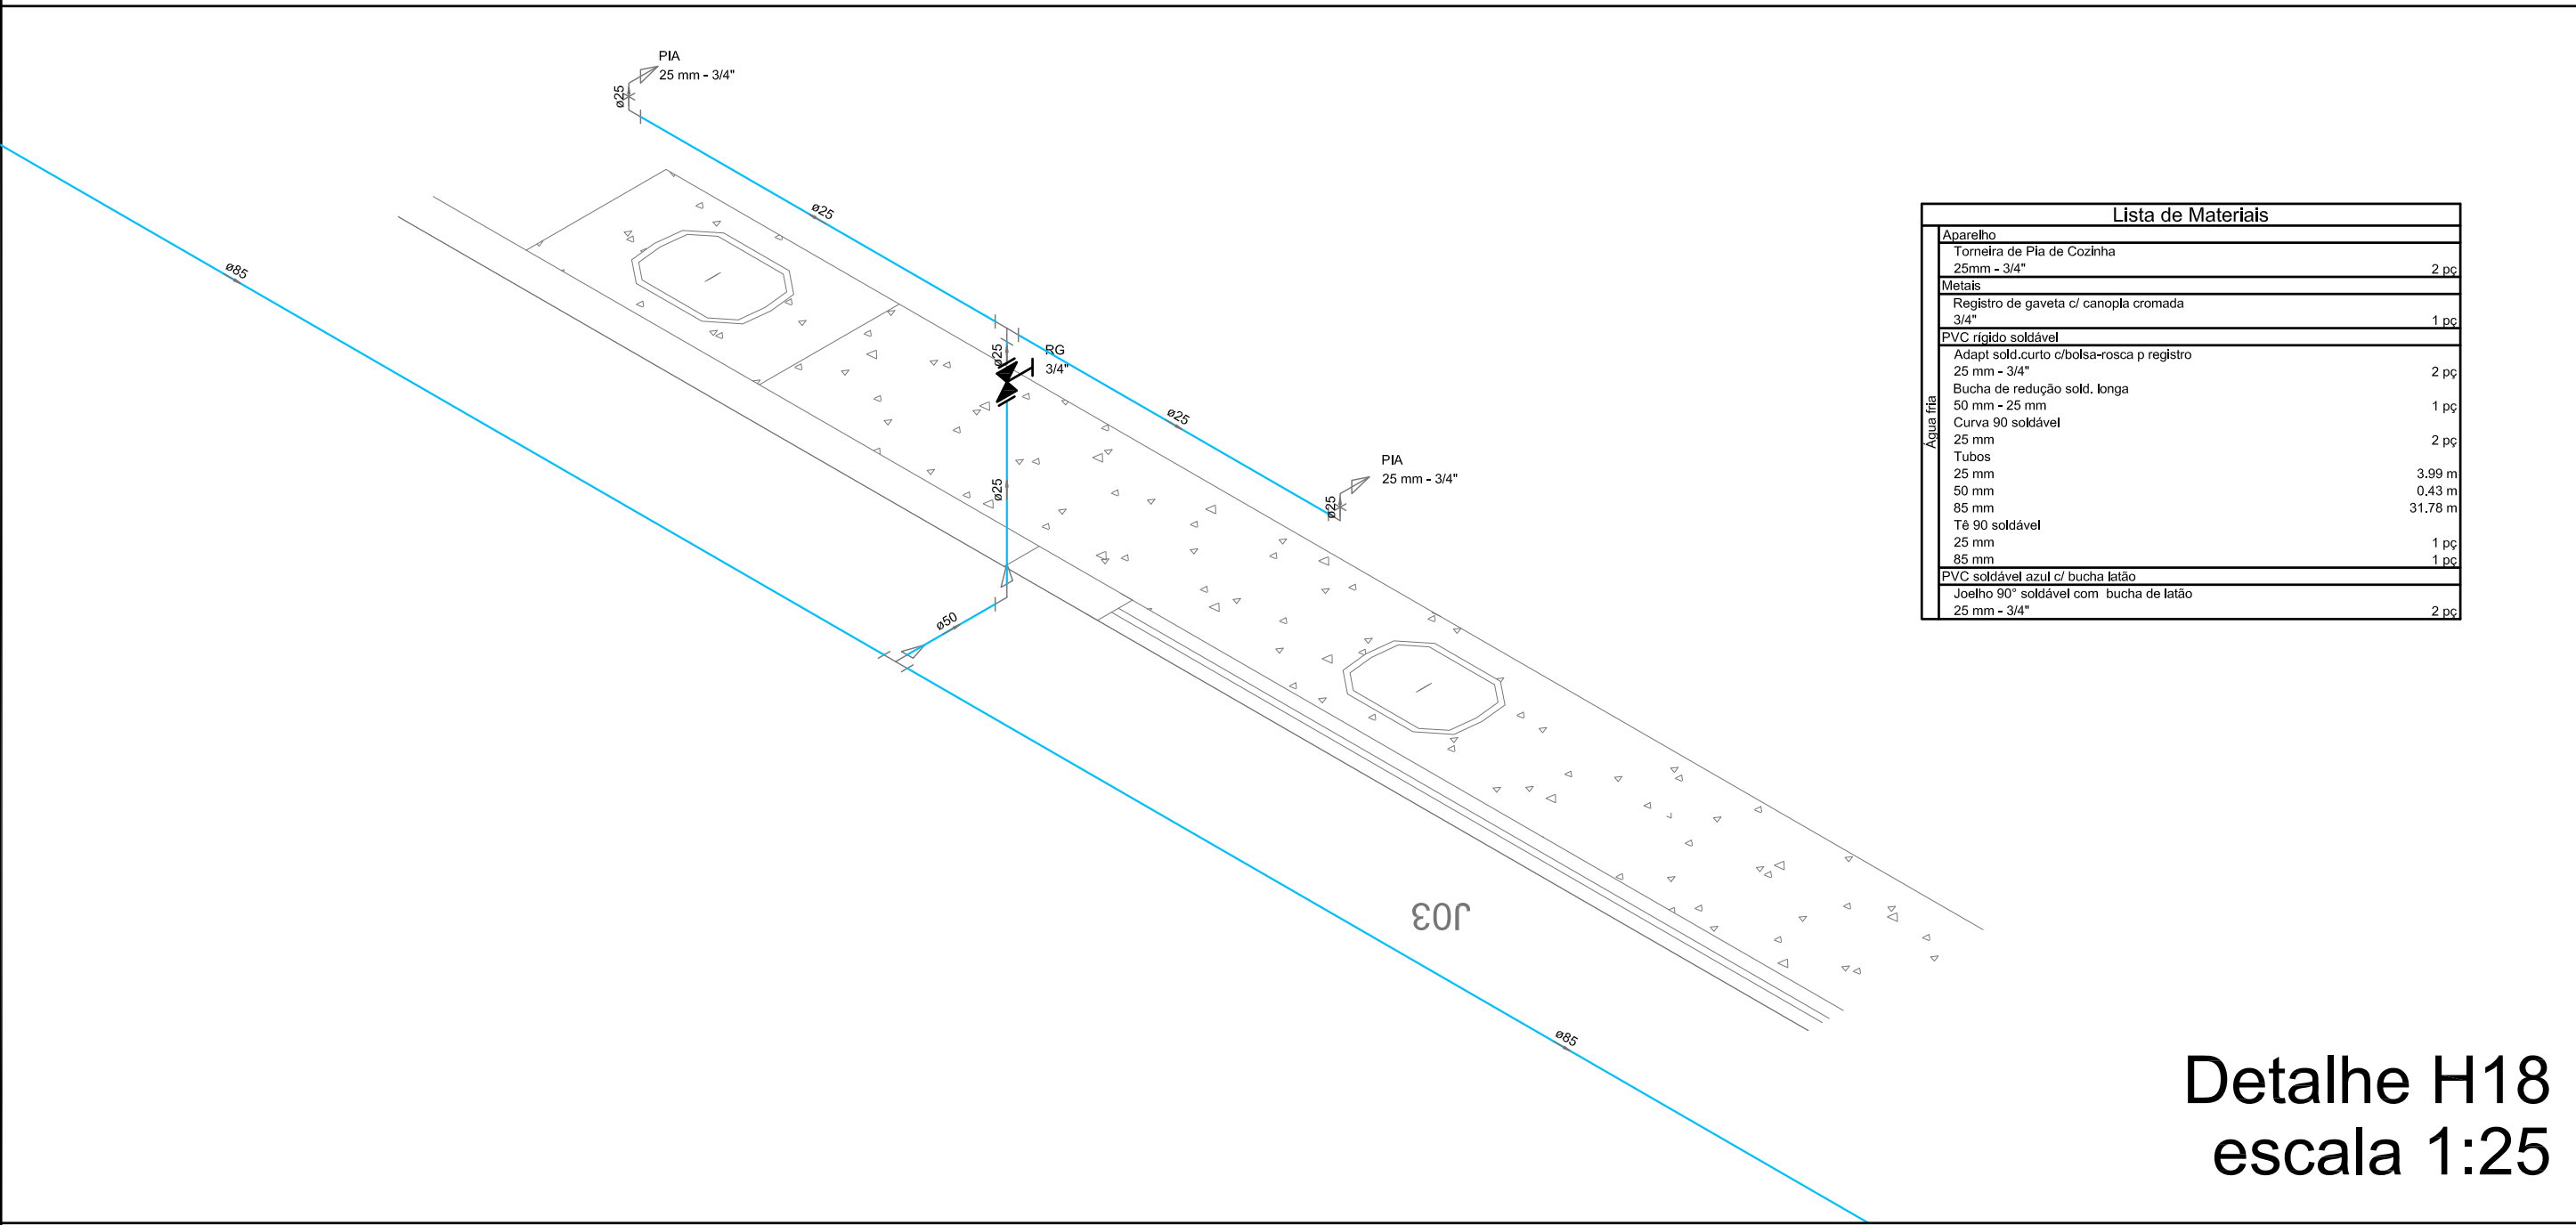 PIA
25 mm - 3/4"
ø25
ø25
ø85
ø25
RG
3/4"
ø25
ø25
PIA
25 mm - 3/4"
ø25
ø50
J03
ø85
Lista de Materiais
Água fria
Aparelho
Torneira de Pia de Cozinha
25mm - 3/4" 2 pç
Metais
Registro de gaveta c/ canopla cromada
3/4" 1 pç
PVC rígido soldável
Adapt sold.curto c/bolsa-rosca p registro
25 mm - 3/4" 2 pç
Bucha de redução sold. longa
50 mm - 25 mm 1 pç
Curva 90 soldável
25 mm 2 pç
Tubos
25 mm 3.99 m
50 mm 0.43 m
85 mm 31.78 m
Tê 90 soldável
25 mm 1 pç
85 mm 1 pç
PVC soldável azul c/ bucha latão
Joelho 90° soldável com bucha de latão
25 mm - 3/4" 2 pç
Detalhe H18
escala 1:25